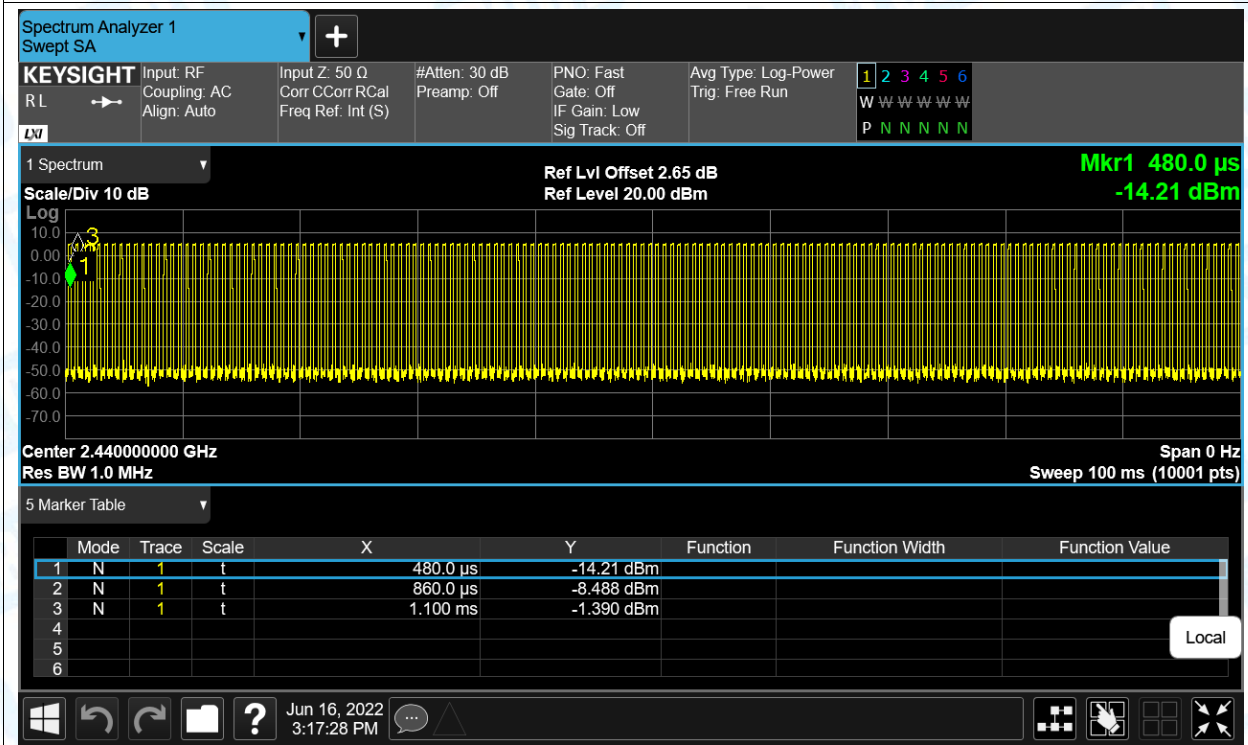 Spectrum Analyzer 1
Swept SA
+
KEYSIGHT
R L
LXI
Input: RF
Coupling: AC
Align: Auto
Input Z: 50 Ω
Corr CCorr RCal
Freq Ref: Int (S)
#Atten: 30 dB
Preamp: Off
PNO: Fast
Gate: Off
IF Gain: Low
Sig Track: Off
Avg Type: Log-Power
Trig: Free Run
1 2 3 4 5 6
W W W W W W
P N N N N N
1 Spectrum
Scale/Div 10 dB
Ref Lvl Offset 2.65 dB
Ref Level 20.00 dBm
Mkr1 480.0 µs
-14.21 dBm
Log
10.0
0.00
-10.0
-20.0
-30.0
-40.0
-50.0
-60.0
-70.0
3
1
Center 2.440000000 GHz
Res BW 1.0 MHz
Span 0 Hz
Sweep 100 ms (10001 pts)
5 Marker Table
Mode Trace Scale X Y Function Function Width Function Value
1 N 1 t 480.0 µs -14.21 dBm
2 N 1 t 860.0 µs -8.488 dBm
3 N 1 t 1.100 ms -1.390 dBm
4
5
6
Local
?
Jun 16, 2022
3:17:28 PM